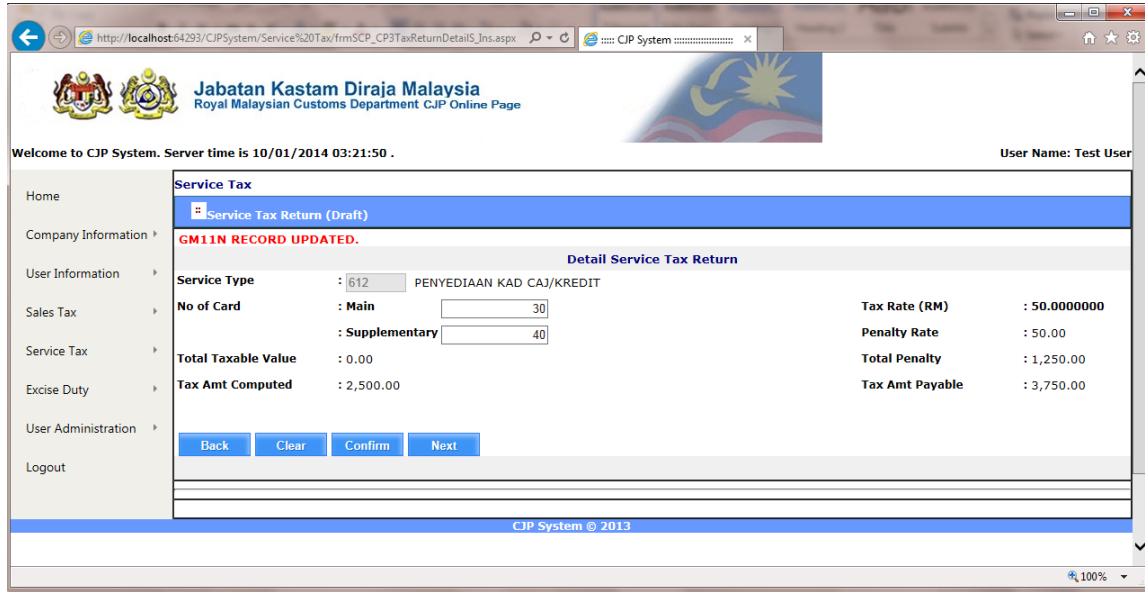 http://localhost:64293/CJPSystem/Service%20Tax/frmSCP_CP3TaxReturnDetailS_Ins.aspx
::::: CJP System :::::::::::::::::::::
Jabatan Kastam Diraja Malaysia
Royal Malaysian Customs Department CJP Online Page
Welcome to CJP System. Server time is 10/01/2014 03:21:50 .
User Name: Test User
Home
Company Information
User Information
Sales Tax
Service Tax
Excise Duty
User Administration
Logout
Service Tax
Service Tax Return (Draft)
GM11N RECORD UPDATED.
Detail Service Tax Return
Service Type : 612 PENYEDIAAN KAD CAJ/KREDIT
No of Card : Main 30 Tax Rate (RM) : 50.0000000
: Supplementary 40 Penalty Rate : 50.00
Total Taxable Value : 0.00 Total Penalty : 1,250.00
Tax Amt Computed : 2,500.00 Tax Amt Payable : 3,750.00
Back Clear Confirm Next
CJP System © 2013
100%